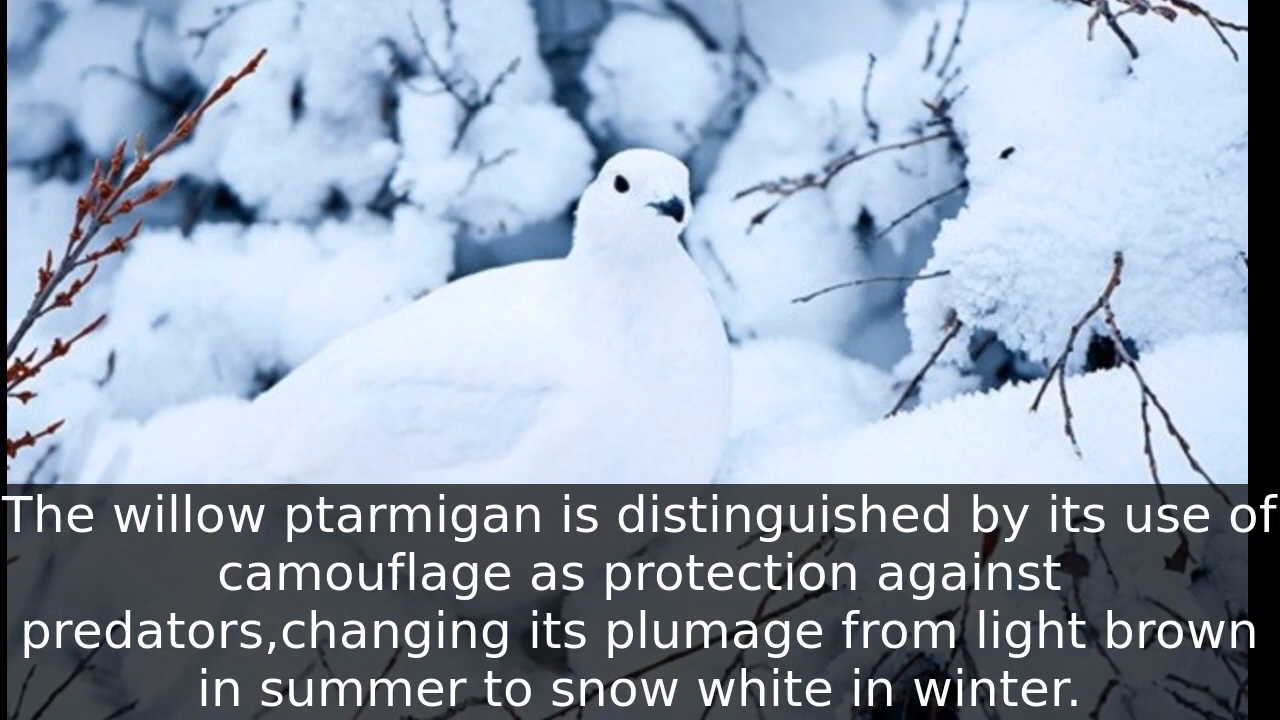 The willow ptarmigan is distinguished by its use of
camouflage as protection against
predators,changing its plumage from light brown
in summer to snow white in winter.